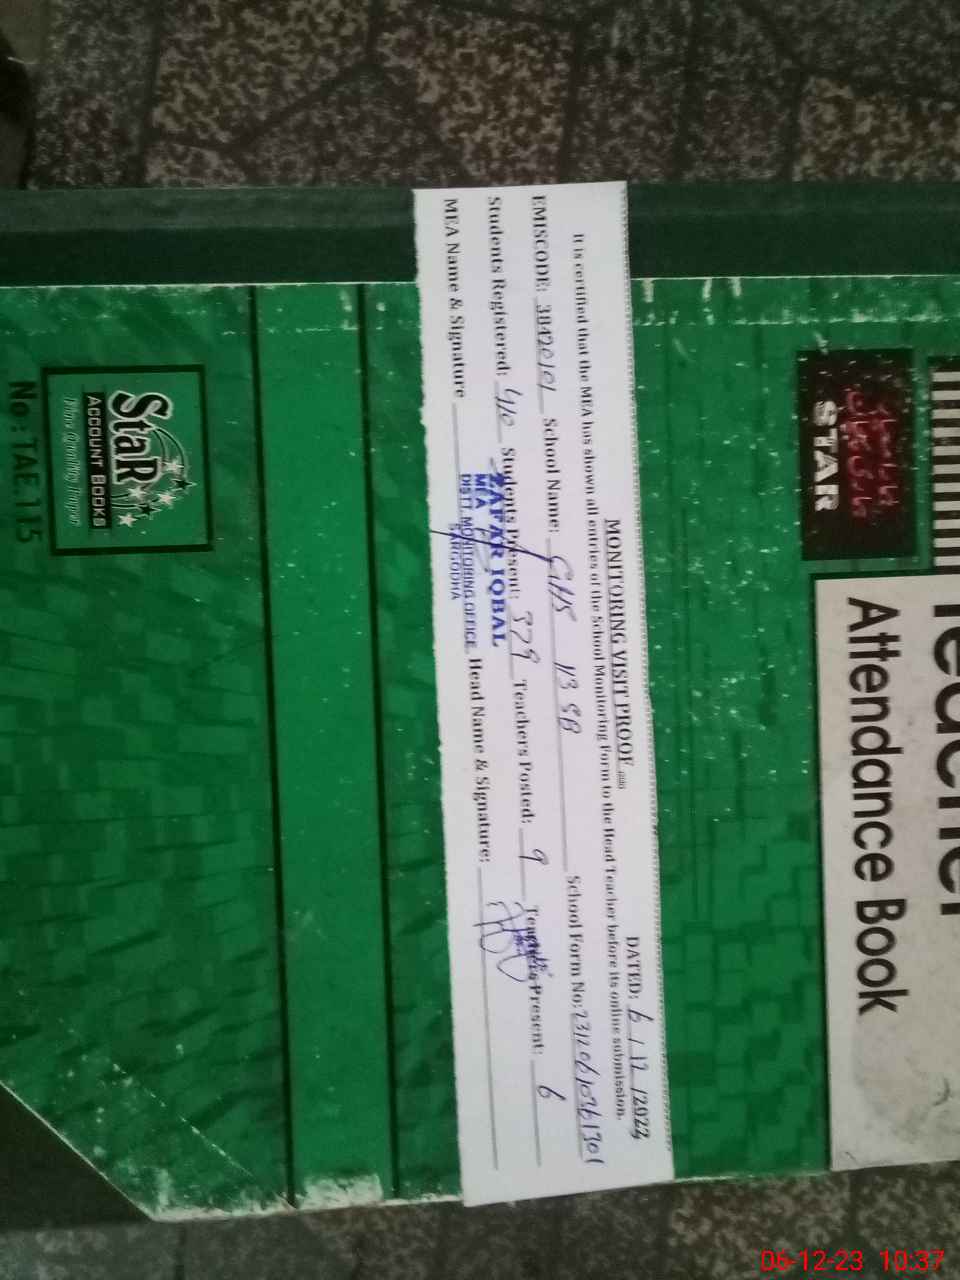 MONITORING VISIT PROOF
DATED: 6 / 12 /2023
It is certified that the MEA has shown all entries of the School Monitoring Form to the Head Teacher before its online submission.
EMISCODE: 38420101 School Name: GHS 113 SB School Form No: 
Students Registered: 410 Students Present: 379 Teachers Posted: 9 Teachers Present: 6
MEA Name & Signature Head Name & Signature:
ZAFAR IQBAL
MEA
DISTT. MONITORING OFFICE
SARGODHA
STAR
Teacher
Attendance Book
StaR
ACCOUNT BOOKS
Fine Quality Paper
No : TAE.115
06-12-23 10:37